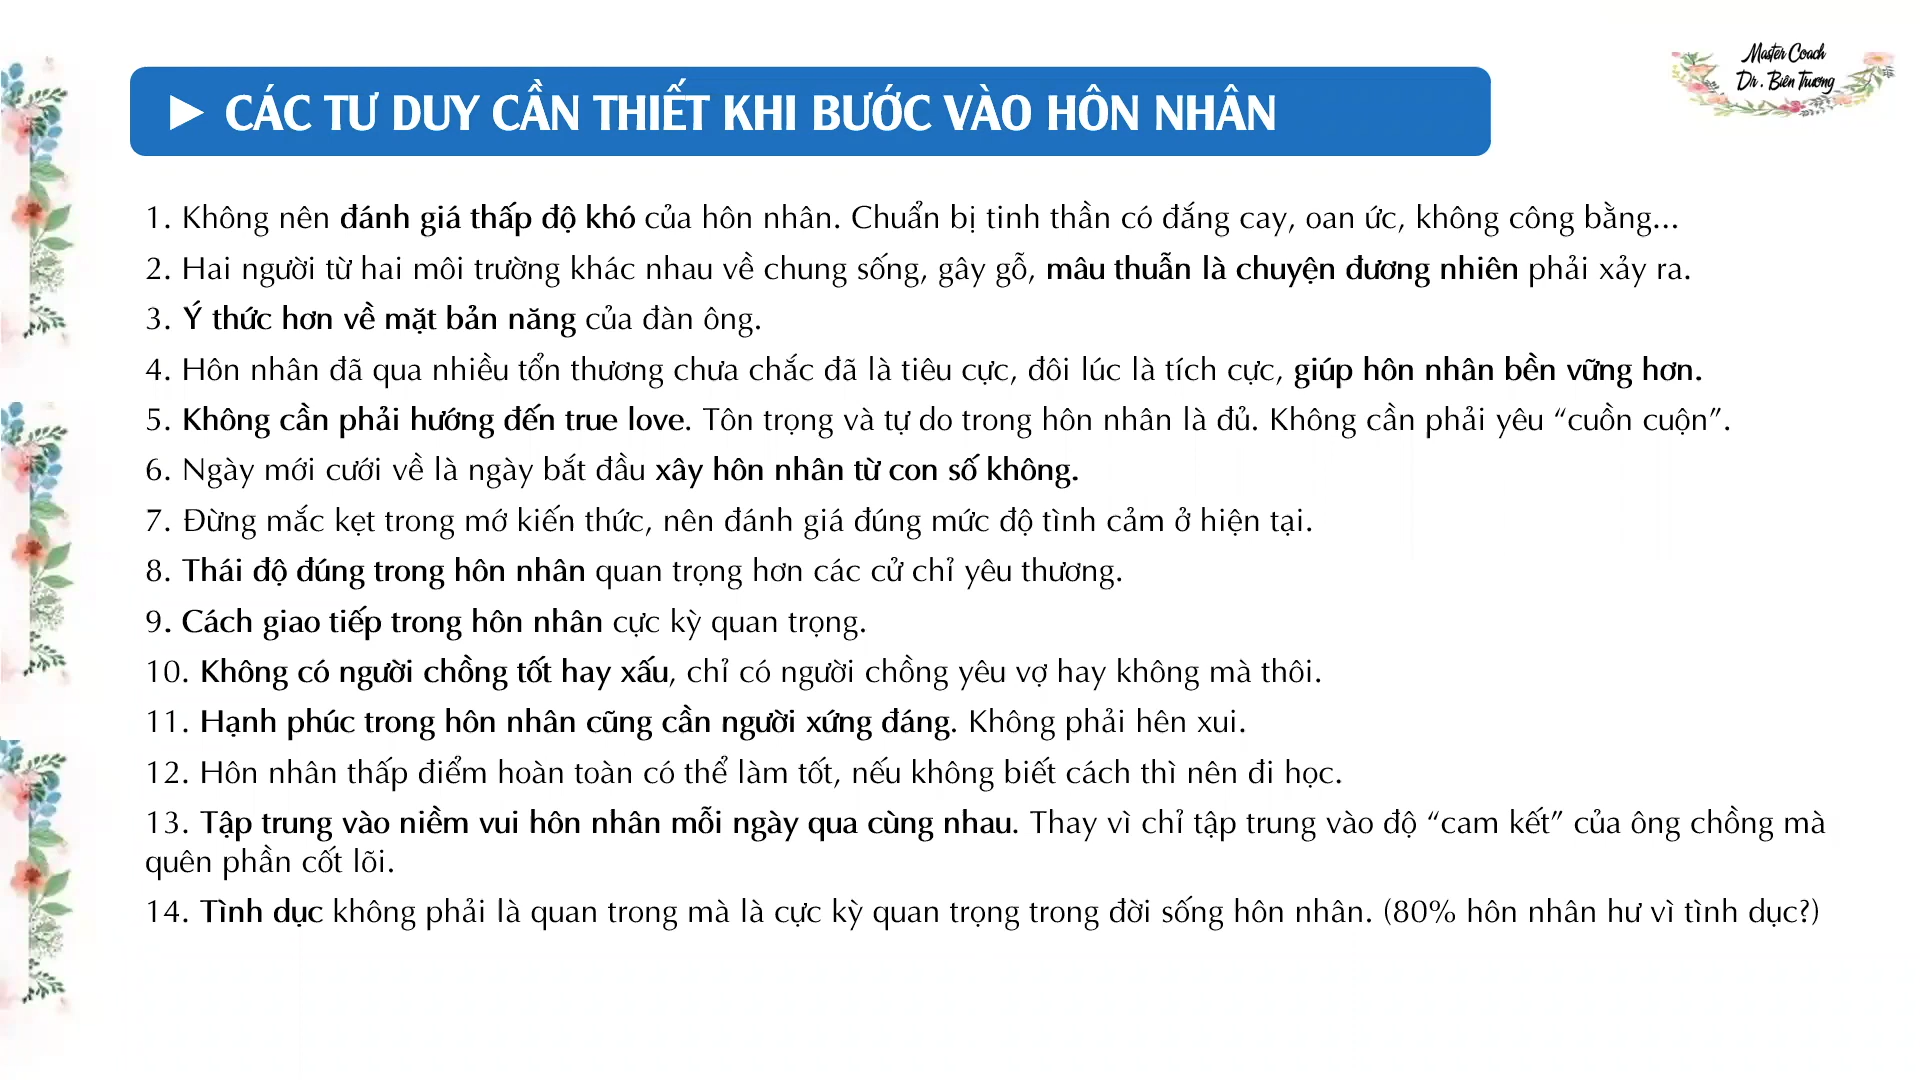 Master Coach
Dr. Biên Trương
► CÁC TƯ DUY CẦN THIẾT KHI BƯỚC VÀO HÔN NHÂN
1. Không nên đánh giá thấp độ khó của hôn nhân. Chuẩn bị tinh thần có đắng cay, oan ức, không công bằng...
2. Hai người từ hai môi trường khác nhau về chung sống, gây gỗ, mâu thuẫn là chuyện đương nhiên phải xảy ra.
3. Ý thức hơn về mặt bản năng của đàn ông.
4. Hôn nhân đã qua nhiều tổn thương chưa chắc đã là tiêu cực, đôi lúc là tích cực, giúp hôn nhân bền vững hơn.
5. Không cần phải hướng đến true love. Tôn trọng và tự do trong hôn nhân là đủ. Không cần phải yêu “cuồn cuộn”.
6. Ngày mới cưới về là ngày bắt đầu xây hôn nhân từ con số không.
7. Đừng mắc kẹt trong mớ kiến thức, nên đánh giá đúng mức độ tình cảm ở hiện tại.
8. Thái độ đúng trong hôn nhân quan trọng hơn các cử chỉ yêu thương.
9. Cách giao tiếp trong hôn nhân cực kỳ quan trọng.
10. Không có người chồng tốt hay xấu, chỉ có người chồng yêu vợ hay không mà thôi.
11. Hạnh phúc trong hôn nhân cũng cần người xứng đáng. Không phải hên xui.
12. Hôn nhân thấp điểm hoàn toàn có thể làm tốt, nếu không biết cách thì nên đi học.
13. Tập trung vào niềm vui hôn nhân mỗi ngày qua cùng nhau. Thay vì chỉ tập trung vào độ “cam kết” của ông chồng mà
quên phần cốt lõi.
14. Tình dục không phải là quan trong mà là cực kỳ quan trọng trong đời sống hôn nhân. (80% hôn nhân hư vì tình dục?)